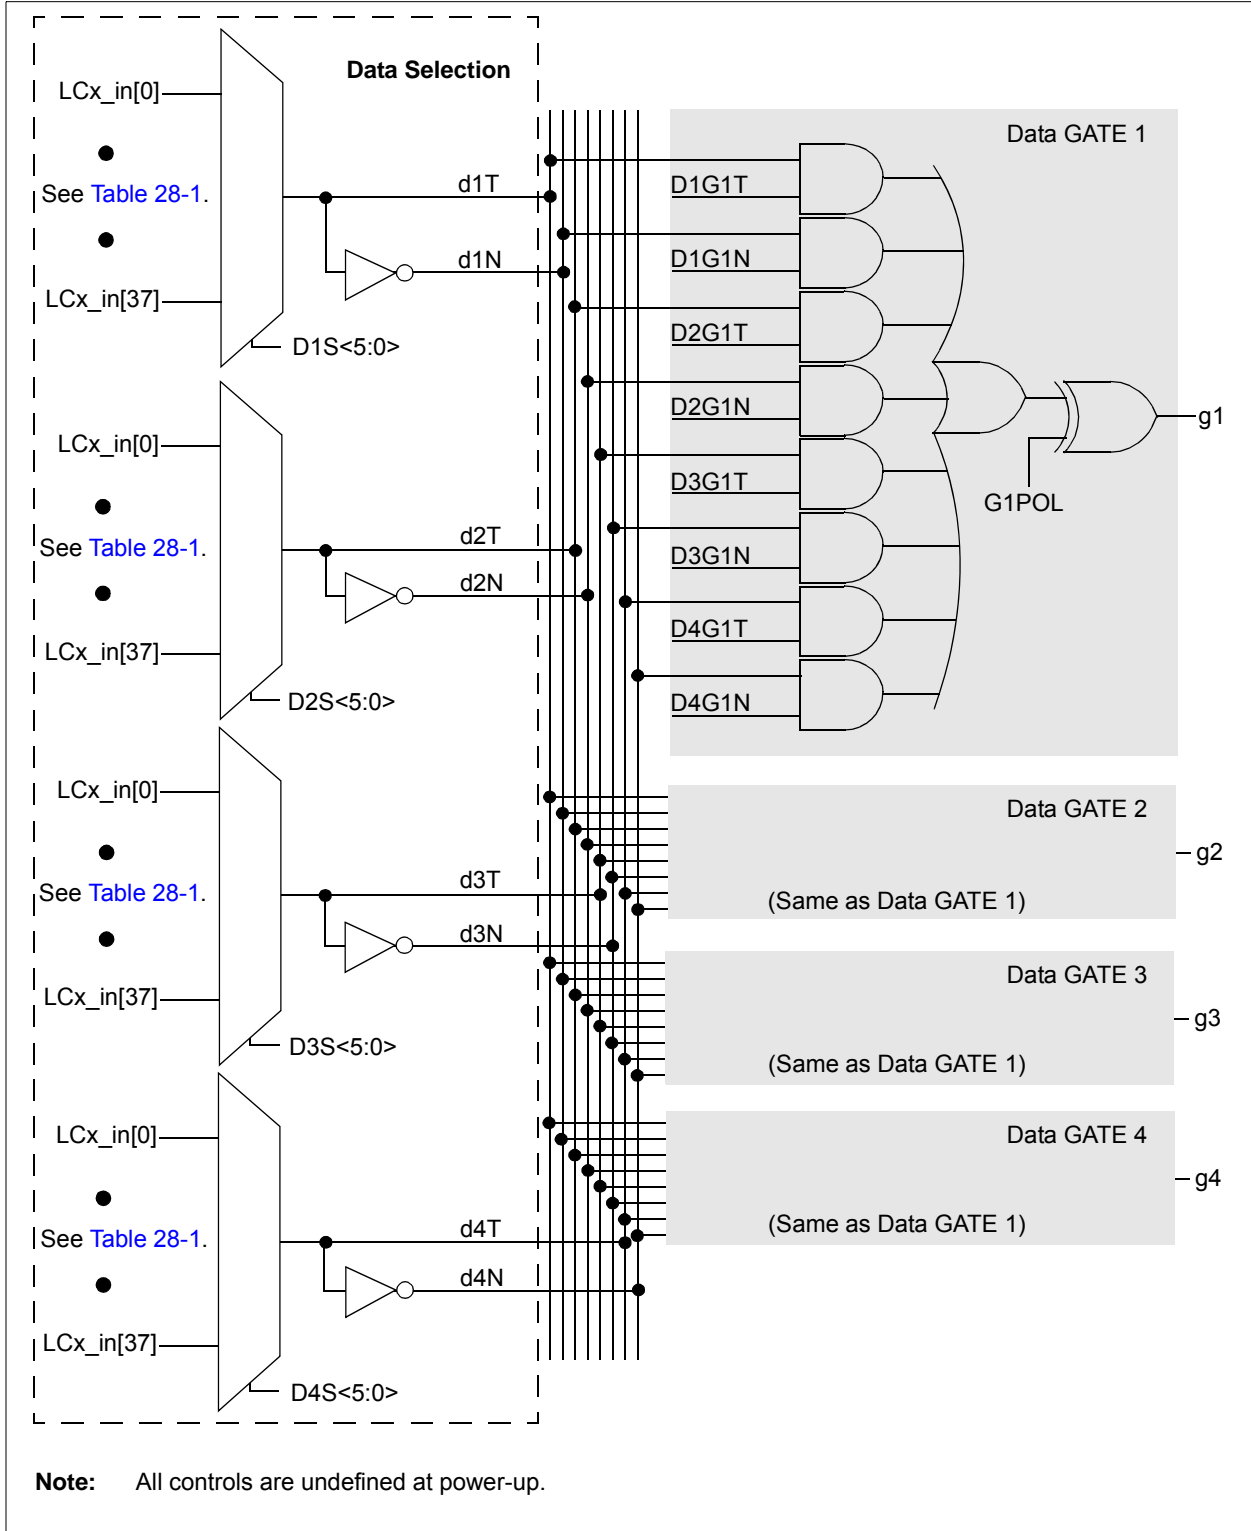 Data Selection
LCx_in[0]
See Table 28-1.
LCx_in[37]
D1S<5:0>
d1T
d1N
LCx_in[0]
See Table 28-1.
LCx_in[37]
D2S<5:0>
d2T
d2N
LCx_in[0]
See Table 28-1.
LCx_in[37]
D3S<5:0>
d3T
d3N
LCx_in[0]
See Table 28-1.
LCx_in[37]
D4S<5:0>
d4T
d4N
Data GATE 1
D1G1T
D1G1N
D2G1T
D2G1N
D3G1T
D3G1N
D4G1T
D4G1N
G1POL
g1
Data GATE 2
(Same as Data GATE 1)
g2
Data GATE 3
(Same as Data GATE 1)
g3
Data GATE 4
(Same as Data GATE 1)
g4
Note: All controls are undefined at power-up.